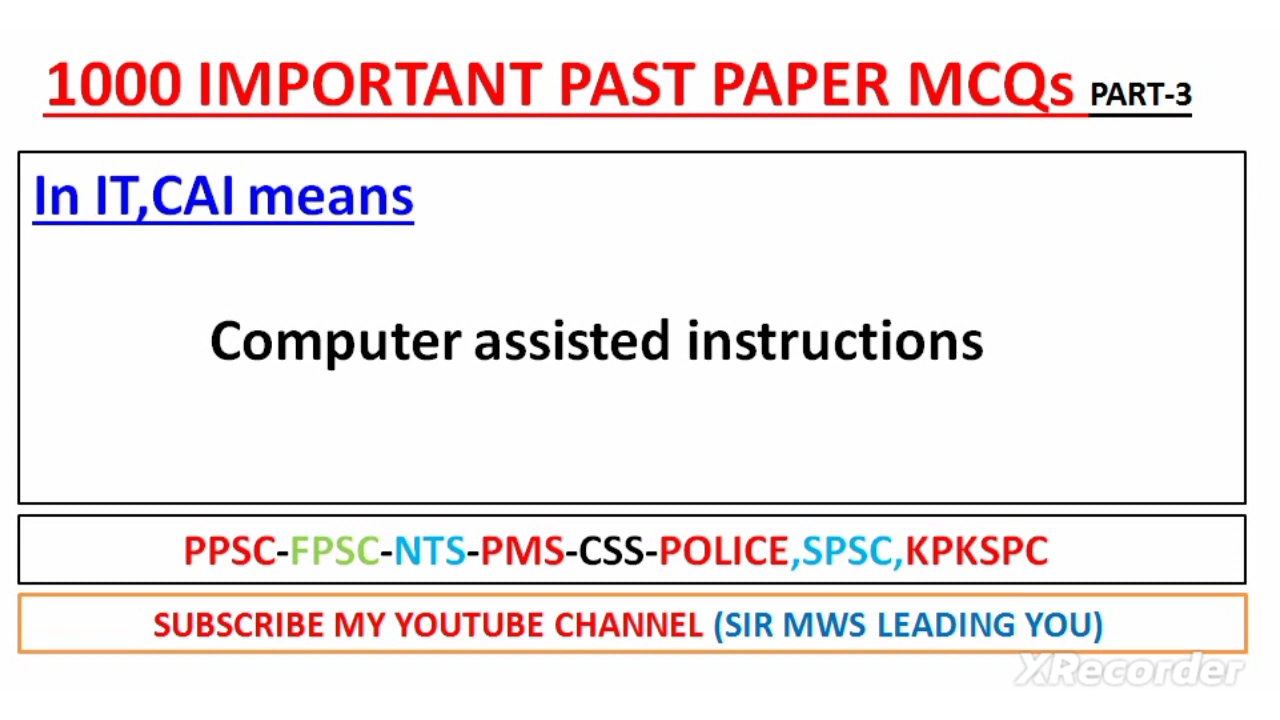 1000 IMPORTANT PAST PAPER MCQs PART-3
In IT,CAI means
Computer assisted instructions
PPSC-FPSC-NTS-PMS-CSS-POLICE,SPSC,KPKSPC
SUBSCRIBE MY YOUTUBE CHANNEL (SIR MWS LEADING YOU)
XRecorder